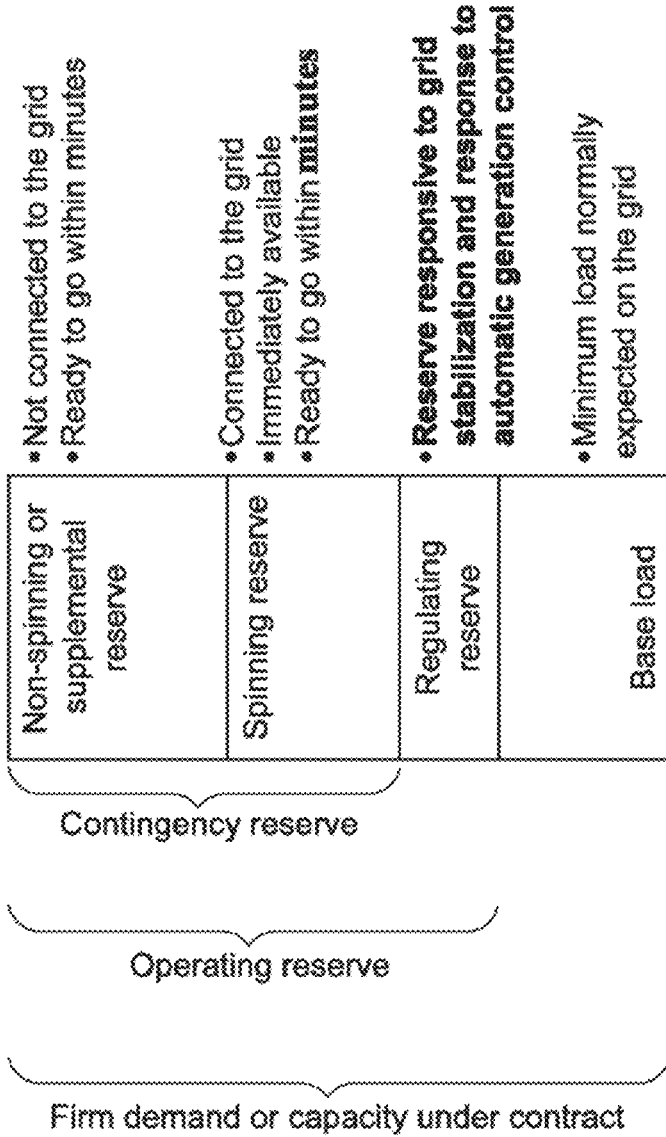 • Not connected to the grid
• Ready to go within minutes
• Connected to the grid
• Immediately available
• Ready to go within minutes
• Reserve responsive to grid
stabilization and response to
automatic generation control
• Minimum load normally
expected on the grid
Non-spinning or
supplemental
reserve
Spinning reserve
Regulating
reserve
Base load
Contingency reserve
Operating reserve
Firm demand or capacity under contract